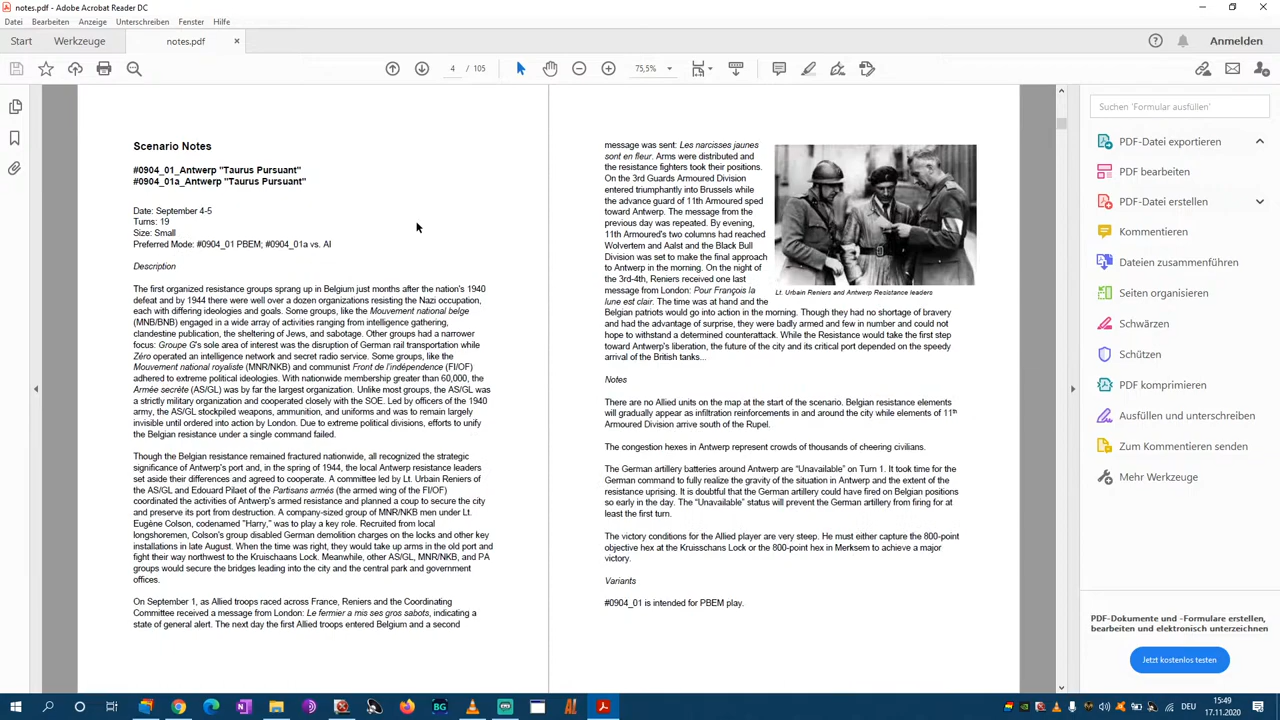 notes.pdf - Adobe Acrobat Reader DC
Datei Bearbeiten Anzeige Unterschreiben Fenster Hilfe
Start Werkzeuge notes.pdf × Anmelden
4 / 105 75,5%
Scenario Notes
#0904_01_Antwerp "Taurus Pursuant"
#0904_01a_Antwerp "Taurus Pursuant"
Date: September 4-5
Turns: 19
Size: Small
Preferred Mode: #0904_01 PBEM; #0904_01a vs. AI
Description
The first organized resistance groups sprang up in Belgium just months after the nation's 1940
defeat and by 1944 there were well over a dozen organizations resisting the Nazi occupation,
each with differing ideologies and goals. Some groups, like the Mouvement national belge
(MNB/BNB) engaged in a wide array of activities ranging from intelligence gathering,
clandestine publication, the sheltering of Jews, and sabotage. Other groups had a narrower
focus: Groupe G's sole area of interest was the disruption of German rail transportation while
Zéro operated an intelligence network and secret radio service. Some groups, like the
Mouvement national royaliste (MNR/NKB) and communist Front de l'indépendence (FI/OF)
adhered to extreme political ideologies. With nationwide membership greater than 60,000, the
Armée secrète (AS/GL) was by far the largest organization. Unlike most groups, the AS/GL was
a strictly military organization and cooperated closely with the SOE. Led by officers of the 1940
army, the AS/GL stockpiled weapons, ammunition, and uniforms and was to remain largely
invisible until ordered into action by London. Due to extreme political divisions, efforts to unify
the Belgian resistance under a single command failed.
Though the Belgian resistance remained fractured nationwide, all recognized the strategic
significance of Antwerp's port and, in the spring of 1944, the local Antwerp resistance leaders
set aside their differences and agreed to cooperate. A committee led by Lt. Urbain Reniers of
the AS/GL and Edouard Pilaet of the Partisans armés (the armed wing of the FI/OF)
coordinated the activities of Antwerp's armed resistance and planned a coup to secure the city
and preserve its port from destruction. A company-sized group of MNR/NKB men under Lt.
Eugène Colson, codenamed "Harry," was to play a key role. Recruited from local
longshoremen, Colson's group disabled German demolition charges on the locks and other key
installations in late August. When the time was right, they would take up arms in the old port and
fight their way northwest to the Kruischaans Lock. Meanwhile, other AS/GL, MNR/NKB, and PA
groups would secure the bridges leading into the city and the central park and government
offices.
On September 1, as Allied troops raced across France, Reniers and the Coordinating
Committee received a message from London: Le fermier a mis ses gros sabots, indicating a
state of general alert. The next day the first Allied troops entered Belgium and a second
message was sent: Les narcisses jaunes
sont en fleur. Arms were distributed and
the resistance fighters took their positions.
On the 3rd Guards Armoured Division
entered triumphantly into Brussels while
the advance guard of 11th Armoured sped
toward Antwerp. The message from the
previous day was repeated. By evening,
11th Armoured's two columns had reached
Wolvertem and Aalst and the Black Bull
Division was set to make the final approach
to Antwerp in the morning. On the night of
the 3rd-4th, Reniers received one last
message from London: Pour François la
lune est clair. The time was at hand and the
Lt. Urbain Reniers and Antwerp Resistance leaders
Belgian patriots would go into action in the morning. Though they had no shortage of bravery
and had the advantage of surprise, they were badly armed and few in number and could not
hope to withstand a determined counterattack. While the Resistance would take the first step
toward Antwerp's liberation, the future of the city and its critical port depended on the speedy
arrival of the British tanks...
Notes
There are no Allied units on the map at the start of the scenario. Belgian resistance elements
will gradually appear as infiltration reinforcements in and around the city while elements of 11th
Armoured Division arrive south of the Rupel.
The congestion hexes in Antwerp represent crowds of thousands of cheering civilians.
The German artillery batteries around Antwerp are "Unavailable" on Turn 1. It took time for the
German command to fully realize the gravity of the situation in Antwerp and the extent of the
resistance uprising. It is doubtful that the German artillery could have fired on Belgian positions
so early in the day. The "Unavailable" status will prevent the German artillery from firing for at
least the first turn.
The victory conditions for the Allied player are very steep. He must either capture the 800-point
objective hex at the Kruisschans Lock or the 800-point hex in Merksem to achieve a major
victory.
Variants
#0904_01 is intended for PBEM play.
Suchen 'Formular ausfüllen'
PDF-Datei exportieren
PDF bearbeiten
PDF-Datei erstellen
Kommentieren
Dateien zusammenführen
Seiten organisieren
Schwärzen
Schützen
PDF komprimieren
Ausfüllen und unterschreiben
Zum Kommentieren senden
Mehr Werkzeuge
PDF-Dokumente und -Formulare erstellen,
bearbeiten und elektronisch unterzeichnen
Jetzt kostenlos testen
BG Ai DEU 15:49
17.11.2020